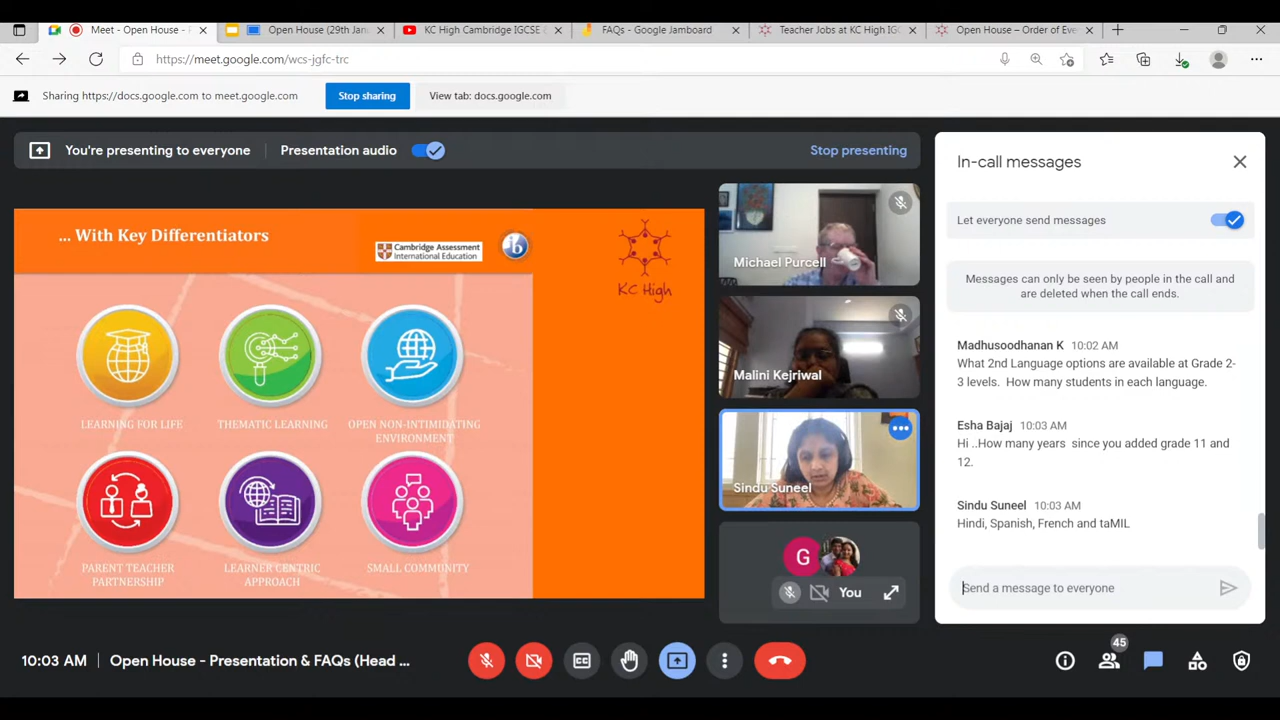 Meet - Open House -
Open House (29th Jan
KC High Cambridge IGCSE
FAQs - Google Jamboard
Teacher Jobs at KC High IGC
Open House – Order of Eve
https://meet.google.com/wcs-jgfc-trc
Sharing https://docs.google.com to meet.google.com
Stop sharing
View tab: docs.google.com
You're presenting to everyone
Presentation audio
Stop presenting
... With Key Differentiators
Cambridge Assessment
International Education
ib
KC High
LEARNING FOR LIFE
THEMATIC LEARNING
OPEN NON-INTIMIDATING
ENVIRONMENT
PARENT TEACHER
PARTNERSHIP
LEARNER CENTRIC
APPROACH
SMALL COMMUNITY
Michael Purcell
Malini Kejriwal
Sindu Suneel
G
You
In-call messages
Let everyone send messages
Messages can only be seen by people in the call and
are deleted when the call ends.
Madhusoodhanan K 10:02 AM
What 2nd Language options are available at Grade 2-
3 levels. How many students in each language.
Esha Bajaj 10:03 AM
Hi ..How many years since you added grade 11 and
12.
Sindu Suneel 10:03 AM
Hindi, Spanish, French and taMIL
Send a message to everyone
10:03 AM
Open House - Presentation & FAQs (Head ...
CC
45